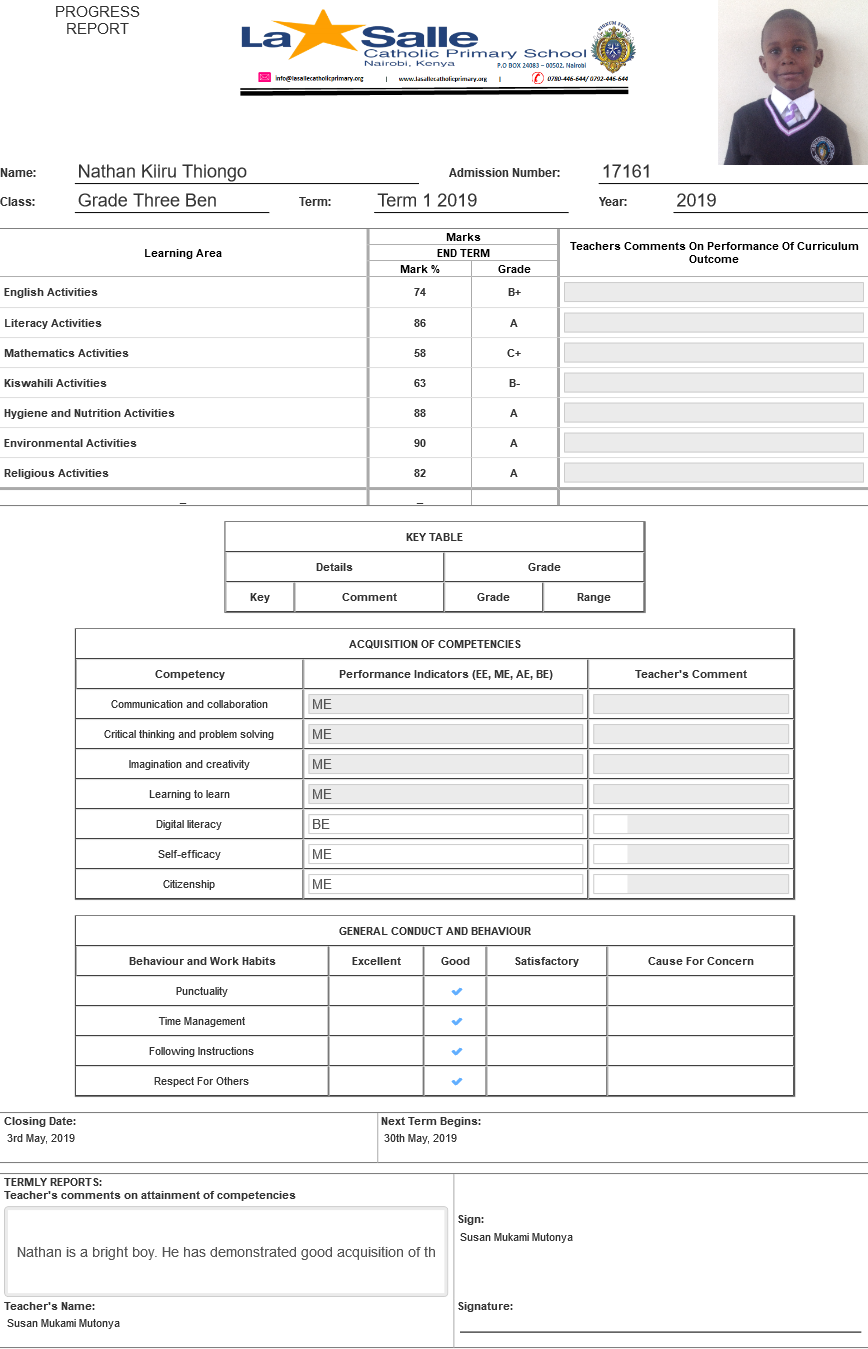 PROGRESS
REPORT
La Salle
Catholic Primary School
Nairobi, Kenya
P.O BOX 24083 – 00502, Nairobi
info@lasallecatholicprimary.org | www.lasallecatholicprimary.org | 0780-446-644/ 0792-446-644
Name: Nathan Kiiru Thiongo Admission Number: 17161
Class: Grade Three Ben Term: Term 1 2019 Year: 2019
Learning Area Marks Teachers Comments On Performance Of Curriculum Outcome
END TERM
Mark % Grade
English Activities 74 B+
Literacy Activities 86 A
Mathematics Activities 58 C+
Kiswahili Activities 63 B-
Hygiene and Nutrition Activities 88 A
Environmental Activities 90 A
Religious Activities 82 A
_ _
KEY TABLE
Details Grade
Key Comment Grade Range
ACQUISITION OF COMPETENCIES
Competency Performance Indicators (EE, ME, AE, BE) Teacher's Comment
Communication and collaboration ME
Critical thinking and problem solving ME
Imagination and creativity ME
Learning to learn ME
Digital literacy BE
Self-efficacy ME
Citizenship ME
GENERAL CONDUCT AND BEHAVIOUR
Behaviour and Work Habits Excellent Good Satisfactory Cause For Concern
Punctuality
Time Management
Following Instructions
Respect For Others
Closing Date: Next Term Begins:
3rd May, 2019 30th May, 2019
TERMLY REPORTS:
Teacher's comments on attainment of competencies
Sign:
Susan Mukami Mutonya
Nathan is a bright boy. He has demonstrated good acquisition of th
Teacher's Name: Signature:
Susan Mukami Mutonya